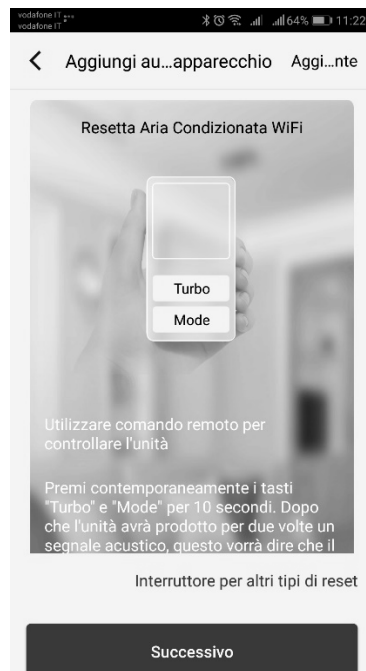 vodafone IT
vodafone IT
64% 11:22
Aggiungi au...apparecchio Aggi...nte
Resetta Aria Condizionata WiFi
Turbo
Mode
Utilizzare comando remoto per
controllare l'unità
Premi contemporaneamente i tasti
"Turbo" e "Mode" per 10 secondi. Dopo
che l'unità avrà prodotto per due volte un
segnale acustico, questo vorrà dire che il
Interruttore per altri tipi di reset
Successivo